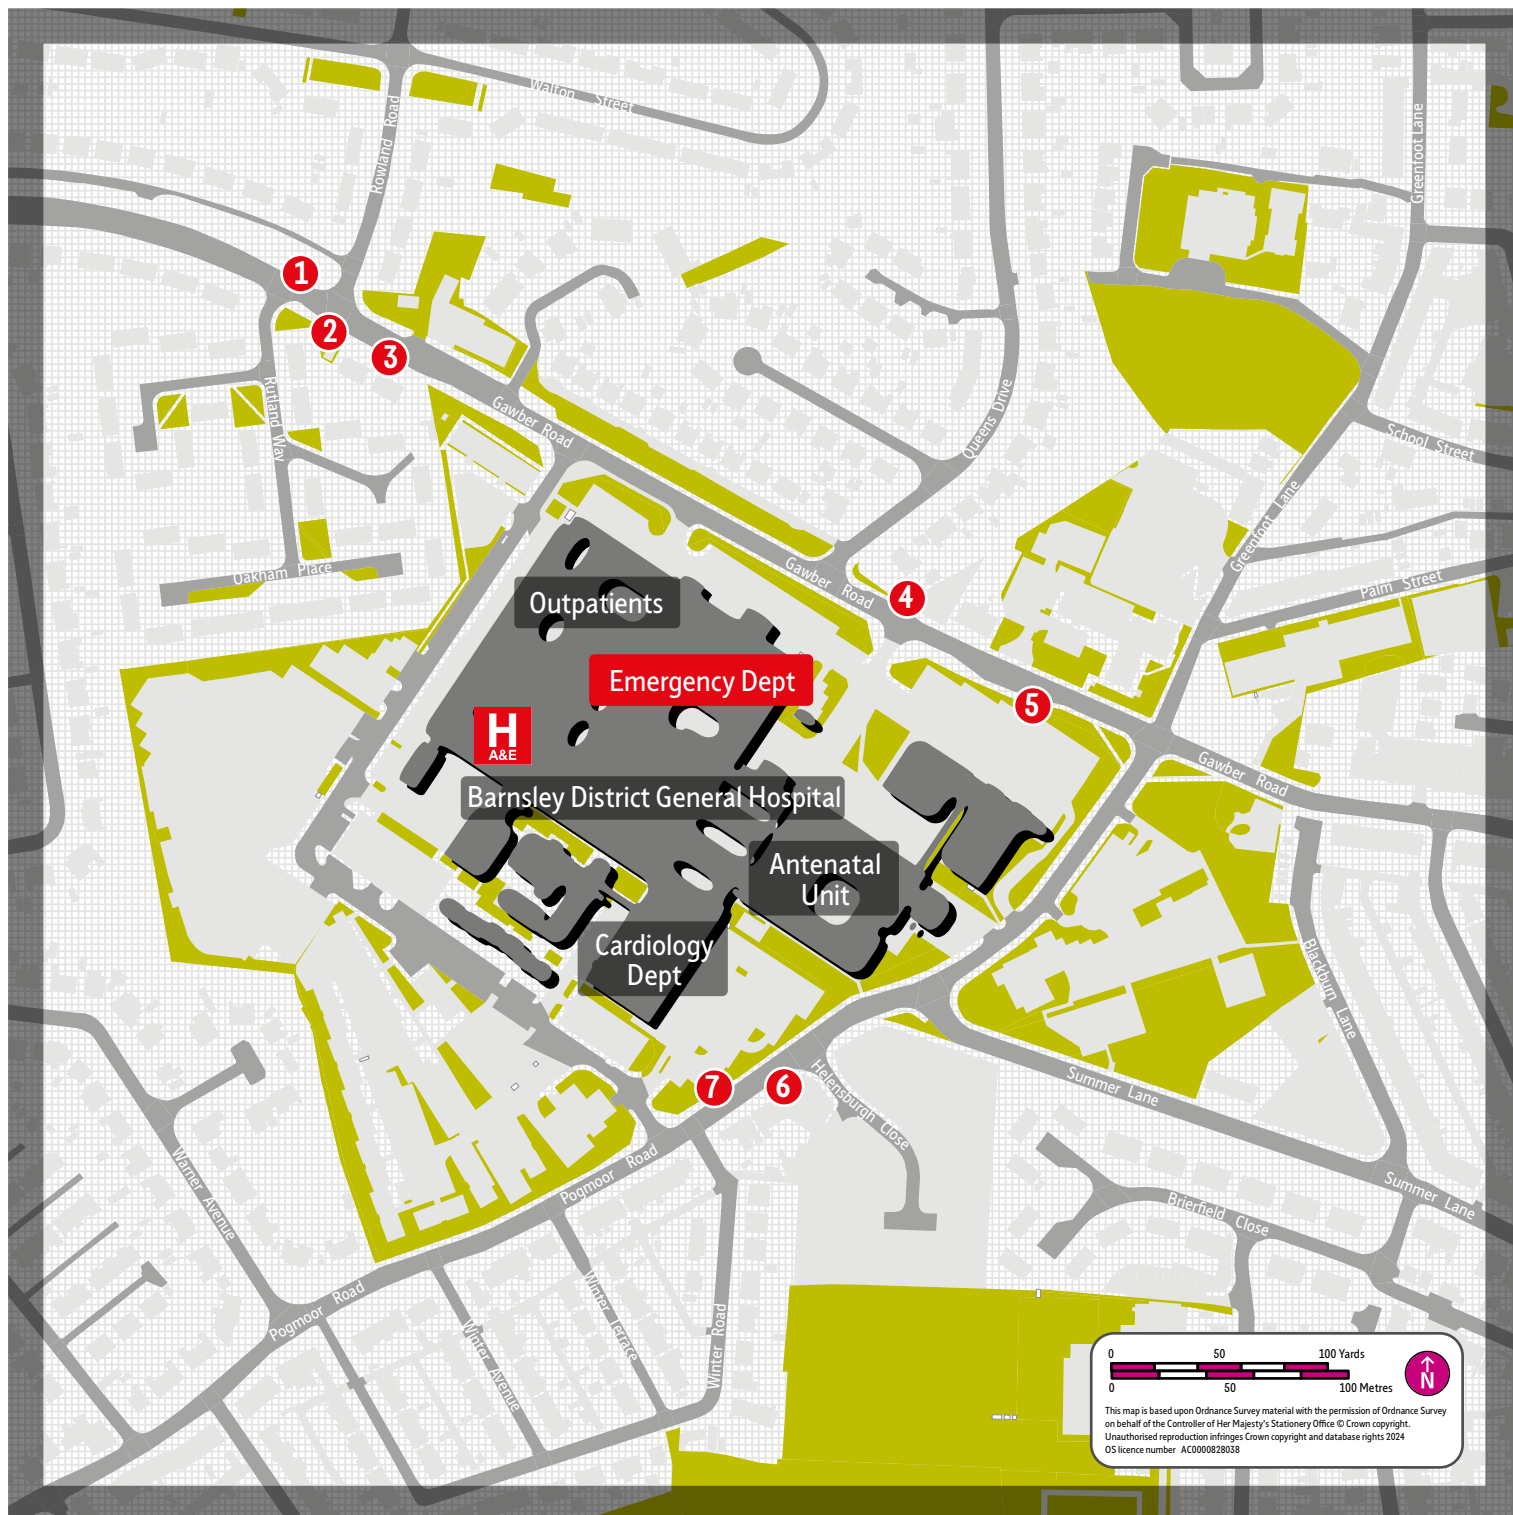 Walton Street
Rowland Road
Greenfoot Lane
1
2
3
Gawber Road
Queens Drive
School Street
Rutland Way
Greenfoot Lane
Oakham Place
Gawber Road
Palm Street
4
5
Outpatients
Emergency Dept
H
A&E
Barnsley District General Hospital
Gawber Road
Antenatal
Unit
Cardiology
Dept
Blackburn Lane
7
6
Helensburgh Close
Summer Lane
Summer Lane
Warner Avenue
Pogmoor Road
Brierfield Close
Pogmoor Road
Winter Avenue
Winter Terrace
Winter Road
0 50 100 Yards
0 50 100 Metres
N
This map is based upon Ordnance Survey material with the permission of Ordnance Survey
on behalf of the Controller of Her Majesty's Stationery Office © Crown copyright.
Unauthorised reproduction infringes Crown copyright and database rights 2024
OS licence number AC0000828038